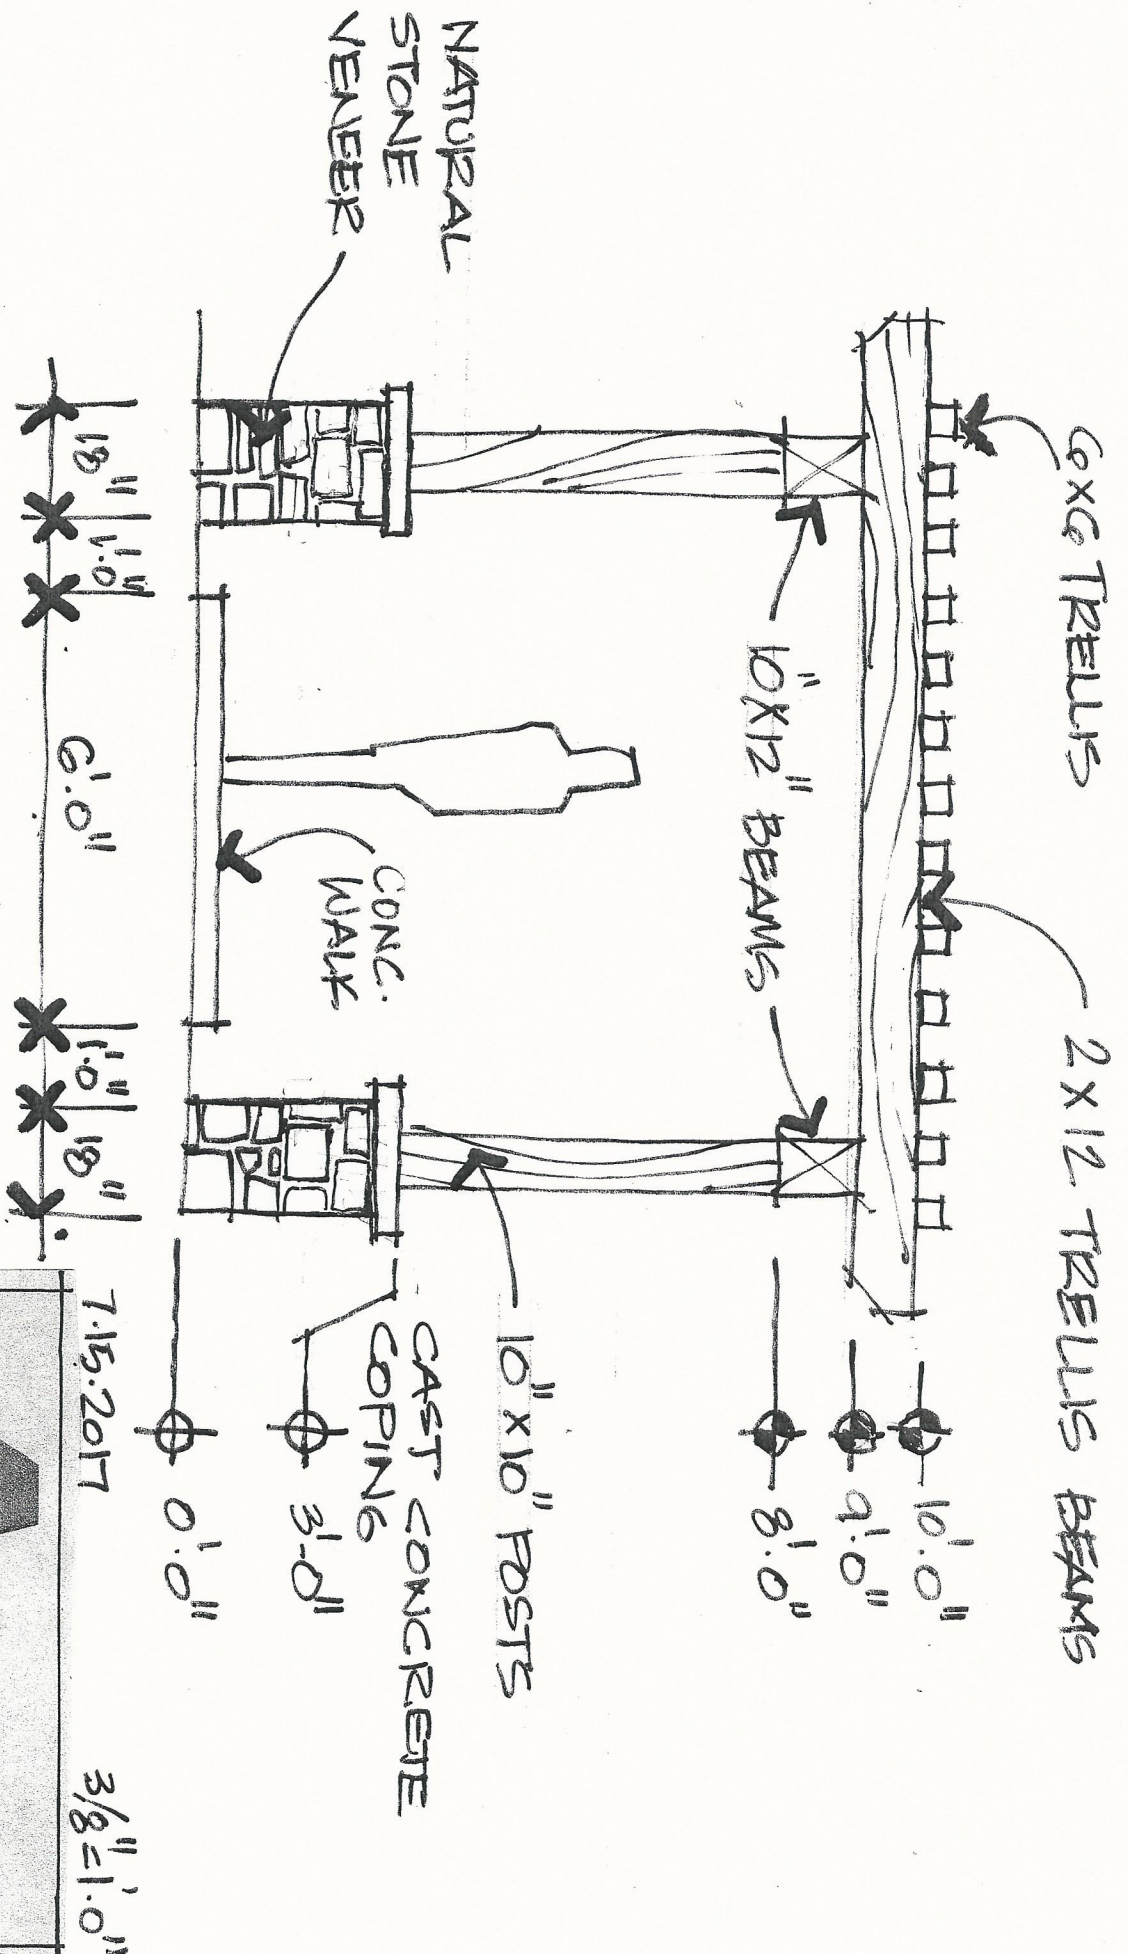 6x6 TRELLIS
2x12 TRELLIS BEAMS
10'.0"
9'.0"
8'.0"
10"x12" BEAMS
10"x10" POSTS
NATURAL
STONE
VENEER
CONC.
WALK
CAST CONCRETE
COPING
3'-0"
0'.0"
18"
1'.0"
6'.0"
1'.0"
18"
7.15.2017
3/8"=1'.0"